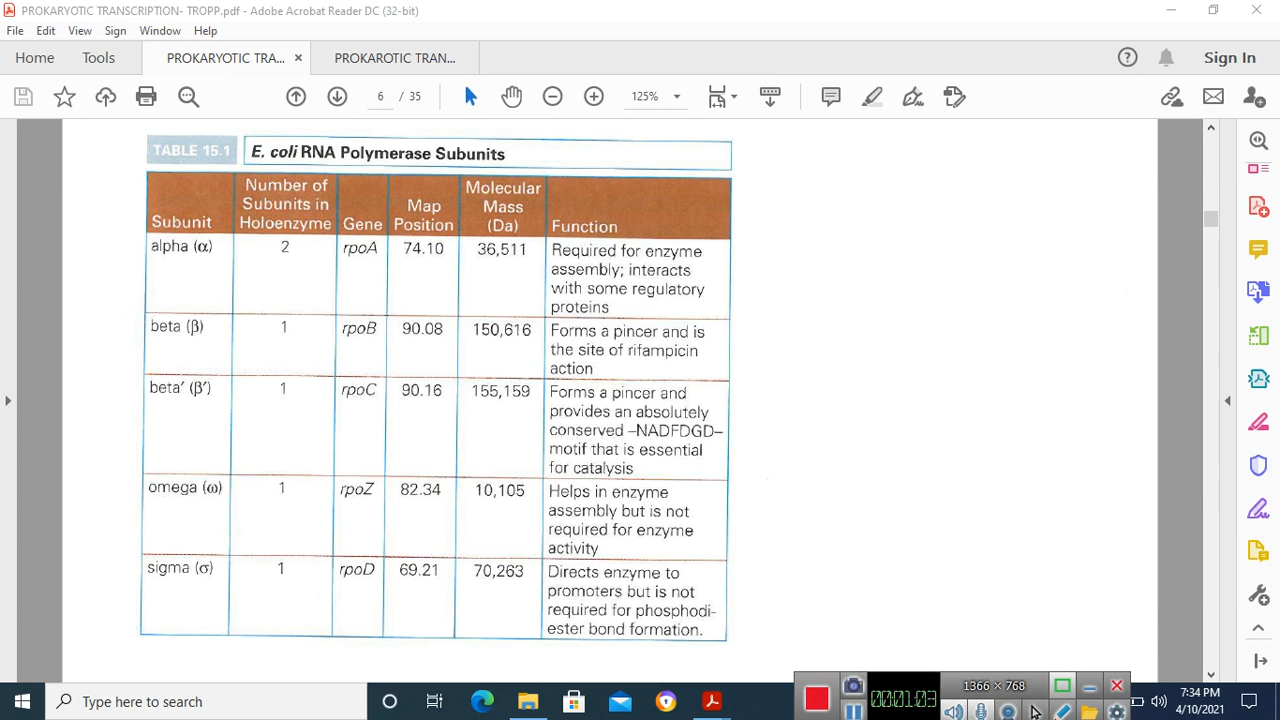 PROKARYOTIC TRANSCRIPTION- TROPP.pdf - Adobe Acrobat Reader DC (32-bit)
File Edit View Sign Window Help
Home Tools PROKARYOTIC TRA... × PROKAROTIC TRAN... Sign In
6 / 35 125%
TABLE 15.1 E. coli RNA Polymerase Subunits
Subunit
Number of
Subunits in
Holoenzyme
Gene
Map
Position
Molecular
Mass
(Da)
Function
alpha (α) 2 rpoA 74.10 36,511 Required for enzyme
assembly; interacts
with some regulatory
proteins
beta (β) 1 rpoB 90.08 150,616 Forms a pincer and is
the site of rifampicin
action
beta′ (β′) 1 rpoC 90.16 155,159 Forms a pincer and
provides an absolutely
conserved –NADFDGD–
motif that is essential
for catalysis
omega (ω) 1 rpoZ 82.34 10,105 Helps in enzyme
assembly but is not
required for enzyme
activity
sigma (σ) 1 rpoD 69.21 70,263 Directs enzyme to
promoters but is not
required for phosphodi-
ester bond formation.
Type here to search
00:01:03
1366 × 768
7:34 PM
4/10/2021